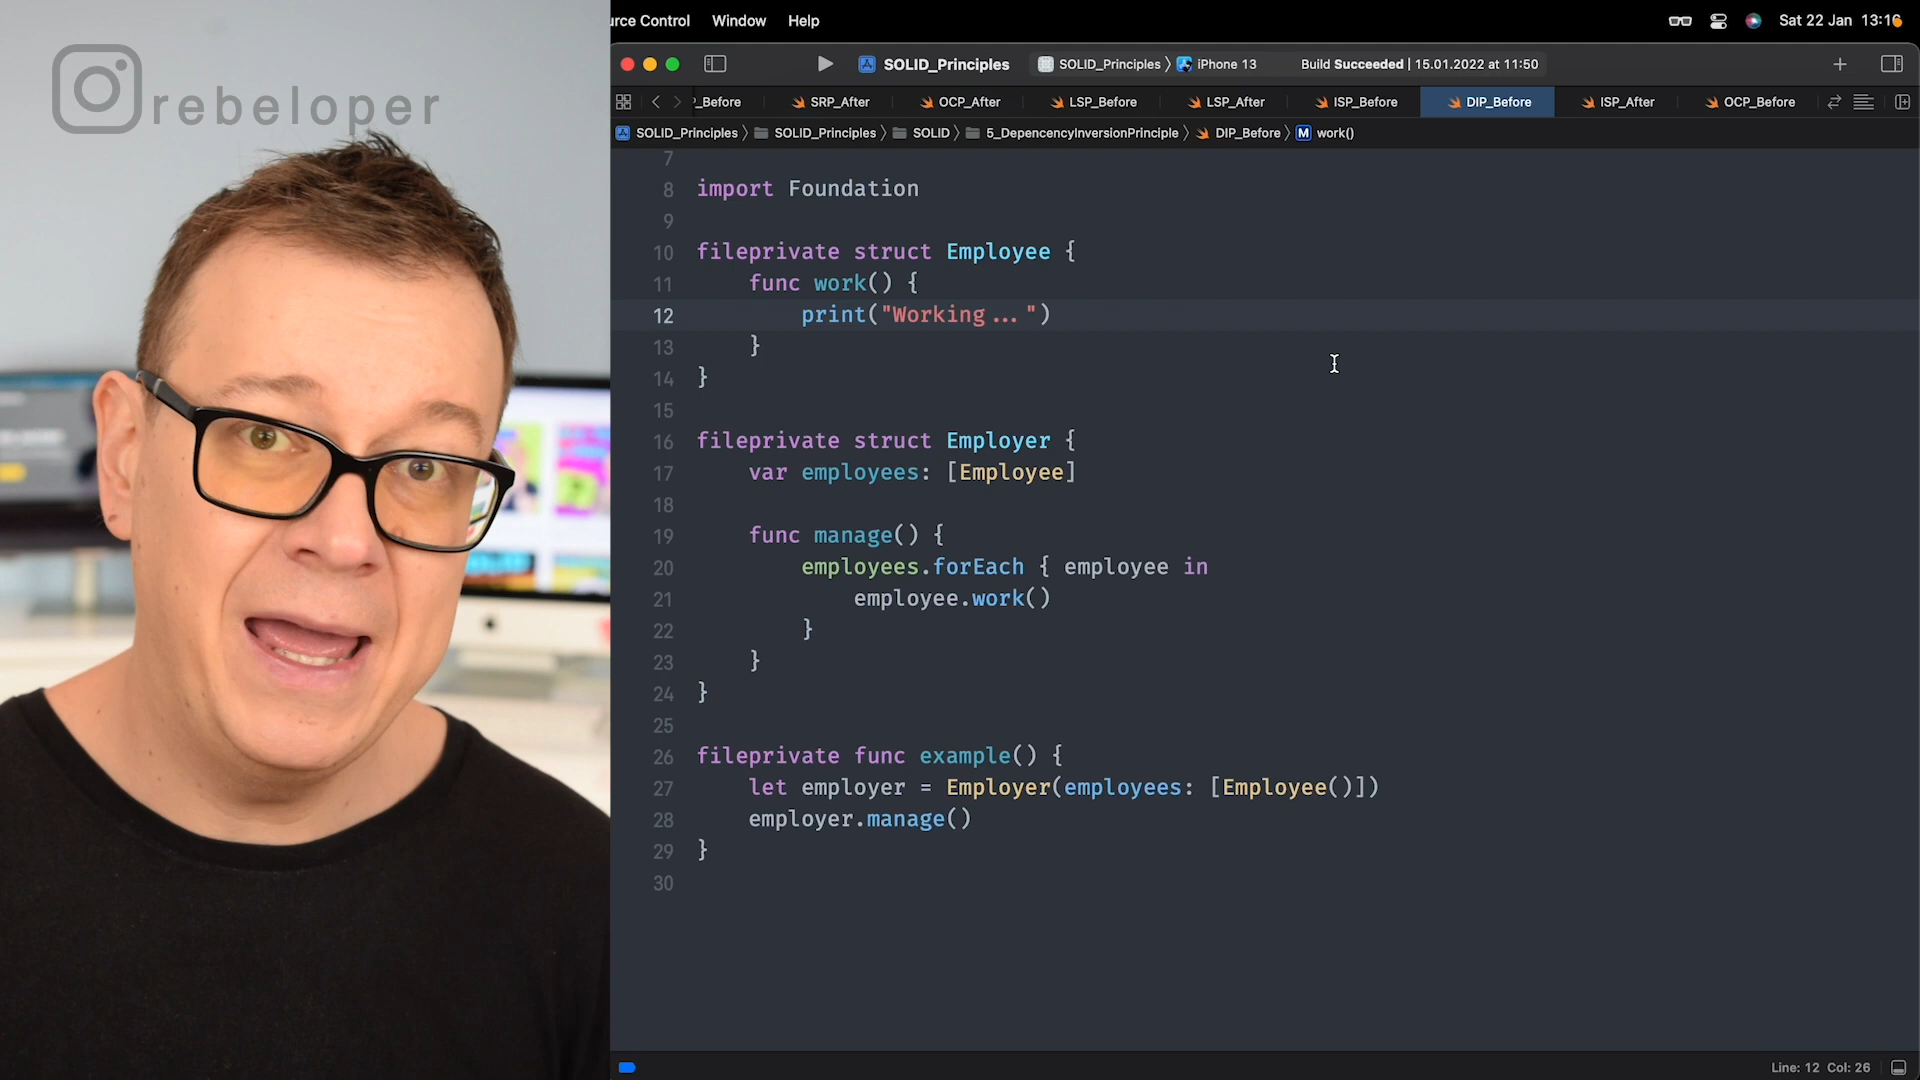 rebeloper
urce Control Window Help
Sat 22 Jan 13:16
SOLID_Principles
SOLID_Principles 〉 iPhone 13
Build Succeeded | 15.01.2022 at 11:50
_Before
SRP_After
OCP_After
LSP_Before
LSP_After
ISP_Before
DIP_Before
ISP_After
OCP_Before
SOLID_Principles 〉 SOLID_Principles 〉 SOLID 〉 5_DepencencyInversionPrinciple 〉 DIP_Before 〉 M work()
7
8 import Foundation
9
10 fileprivate struct Employee {
11 func work() {
12 print("Working...")
13 }
14 }
15
16 fileprivate struct Employer {
17 var employees: [Employee]
18
19 func manage() {
20 employees.forEach { employee in
21 employee.work()
22 }
23 }
24 }
25
26 fileprivate func example() {
27 let employer = Employer(employees: [Employee()])
28 employer.manage()
29 }
30
Line: 12 Col: 26